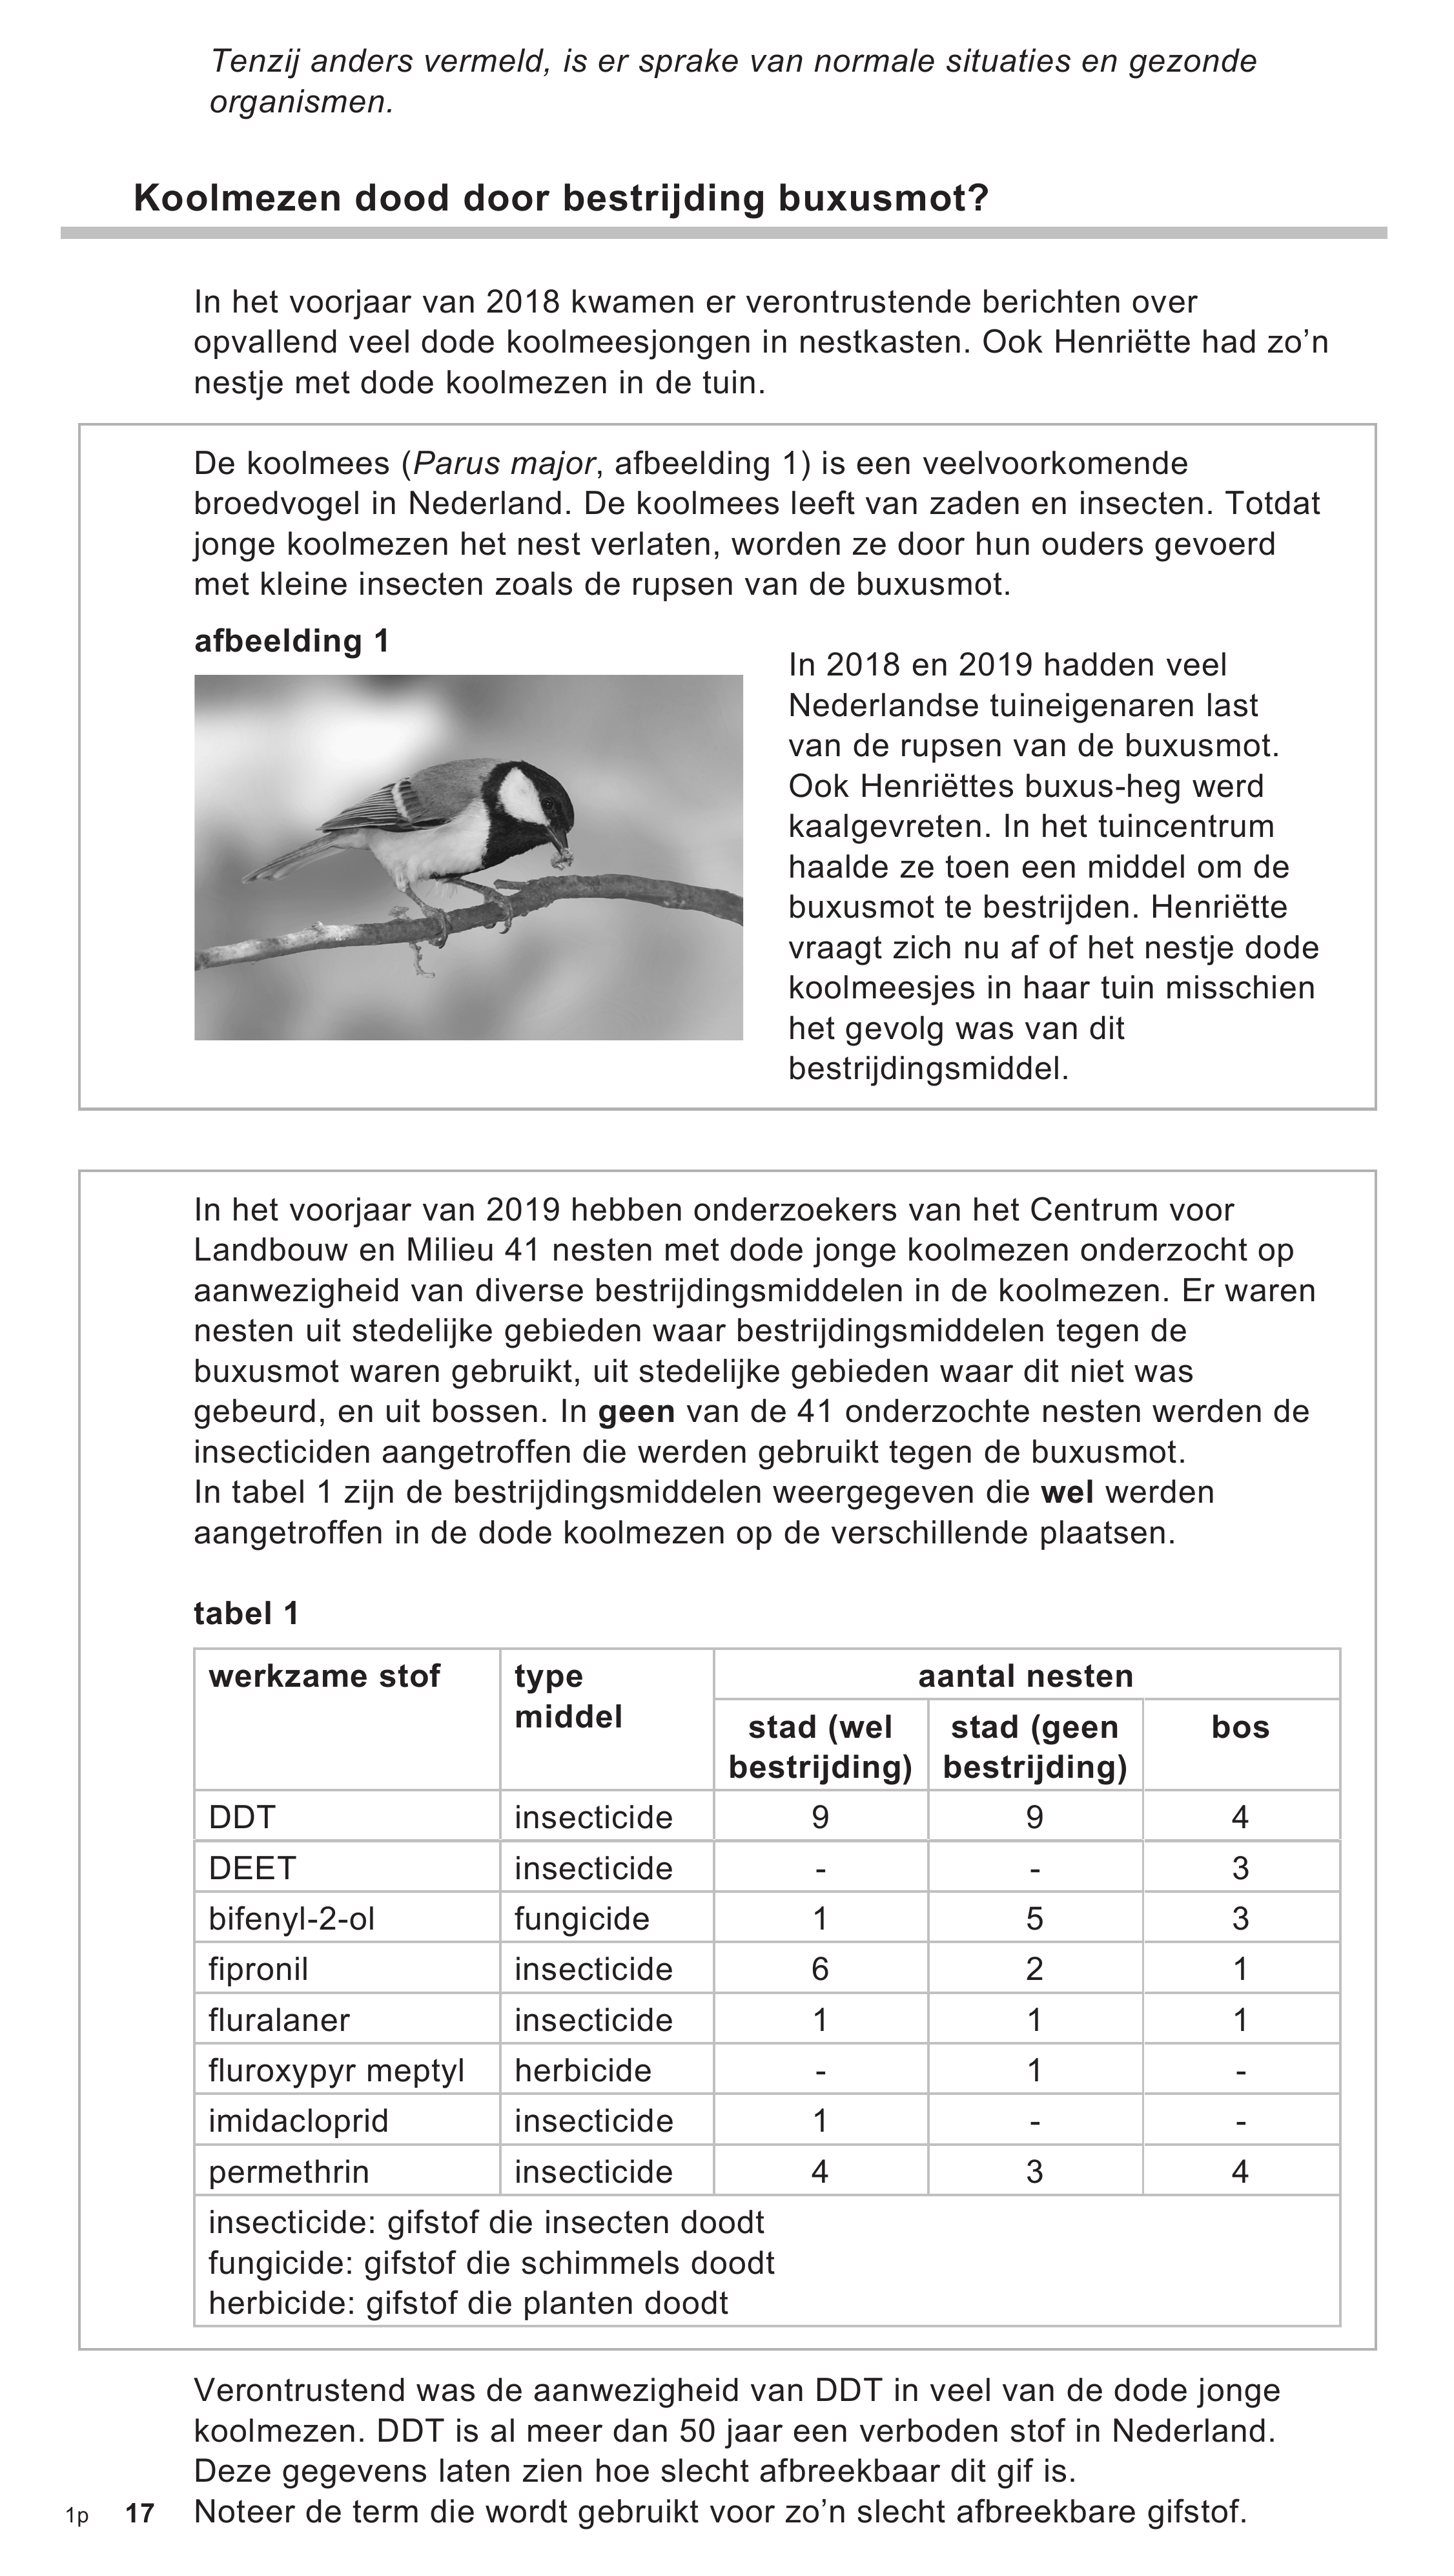 Tenzij anders vermeld, is er sprake van normale situaties en gezonde
organismen.
Koolmezen dood door bestrijding buxusmot?
In het voorjaar van 2018 kwamen er verontrustende berichten over
opvallend veel dode koolmeesjongen in nestkasten. Ook Henriëtte had zo’n
nestje met dode koolmezen in de tuin.
De koolmees (Parus major, afbeelding 1) is een veelvoorkomende
broedvogel in Nederland. De koolmees leeft van zaden en insecten. Totdat
jonge koolmezen het nest verlaten, worden ze door hun ouders gevoerd
met kleine insecten zoals de rupsen van de buxusmot.
afbeelding 1
In 2018 en 2019 hadden veel
Nederlandse tuineigenaren last
van de rupsen van de buxusmot.
Ook Henriëttes buxus-heg werd
kaalgevreten. In het tuincentrum
haalde ze toen een middel om de
buxusmot te bestrijden. Henriëtte
vraagt zich nu af of het nestje dode
koolmeesjes in haar tuin misschien
het gevolg was van dit
bestrijdingsmiddel.
In het voorjaar van 2019 hebben onderzoekers van het Centrum voor
Landbouw en Milieu 41 nesten met dode jonge koolmezen onderzocht op
aanwezigheid van diverse bestrijdingsmiddelen in de koolmezen. Er waren
nesten uit stedelijke gebieden waar bestrijdingsmiddelen tegen de
buxusmot waren gebruikt, uit stedelijke gebieden waar dit niet was
gebeurd, en uit bossen. In geen van de 41 onderzochte nesten werden de
insecticiden aangetroffen die werden gebruikt tegen de buxusmot.
In tabel 1 zijn de bestrijdingsmiddelen weergegeven die wel werden
aangetroffen in de dode koolmezen op de verschillende plaatsen.
tabel 1
werkzame stof type aantal nesten
middel
stad (wel stad (geen bos
bestrijding) bestrijding)
DDT insecticide 9 9 4
DEET insecticide - - 3
bifenyl-2-ol fungicide 1 5 3
fipronil insecticide 6 2 1
fluralaner insecticide 1 1 1
fluroxypyr meptyl herbicide - 1 -
imidacloprid insecticide 1 - -
permethrin insecticide 4 3 4
insecticide: gifstof die insecten doodt
fungicide: gifstof die schimmels doodt
herbicide: gifstof die planten doodt
Verontrustend was de aanwezigheid van DDT in veel van de dode jonge
koolmezen. DDT is al meer dan 50 jaar een verboden stof in Nederland.
Deze gegevens laten zien hoe slecht afbreekbaar dit gif is.
1p 17 Noteer de term die wordt gebruikt voor zo’n slecht afbreekbare gifstof.